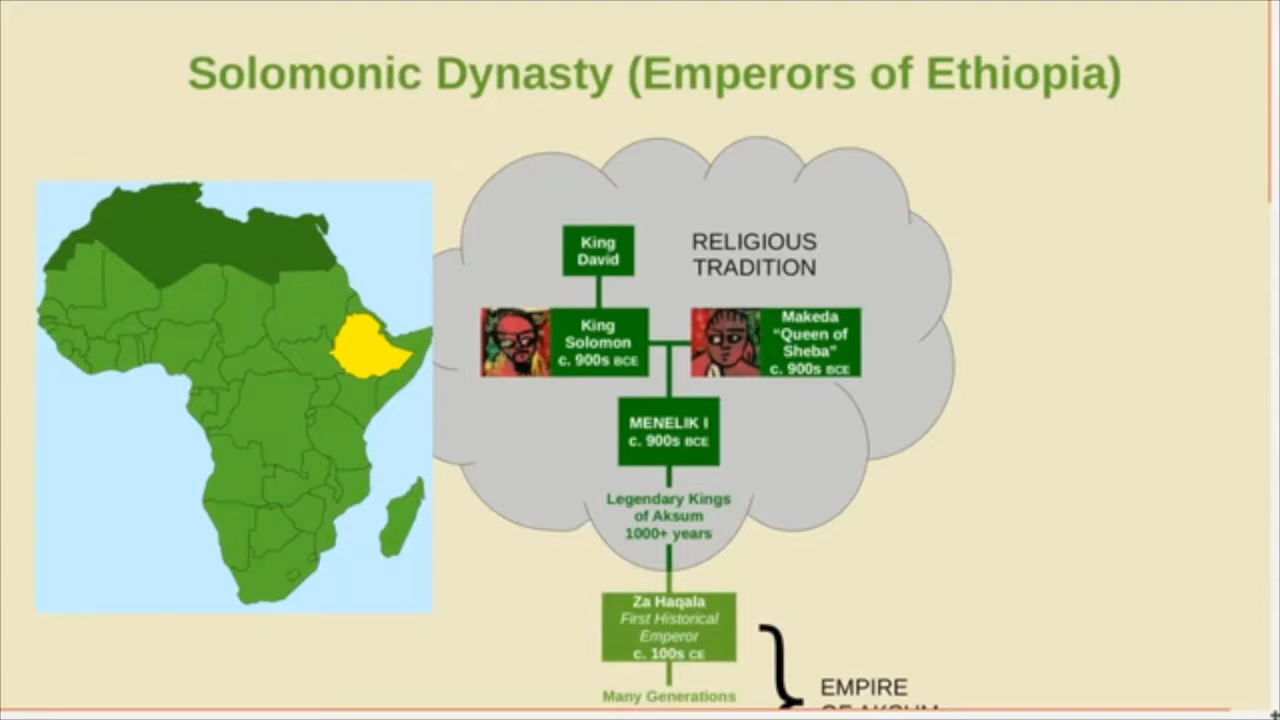 Solomonic Dynasty (Emperors of Ethiopia)
King
David
RELIGIOUS
TRADITION
King
Solomon
c. 900s BCE
Makeda
“Queen of
Sheba”
c. 900s BCE
MENELIK I
c. 900s BCE
Legendary Kings
of Aksum
1000+ years
Za Haqala
First Historical
Emperor
c. 100s CE
Many Generations
EMPIRE
OF AKSUM